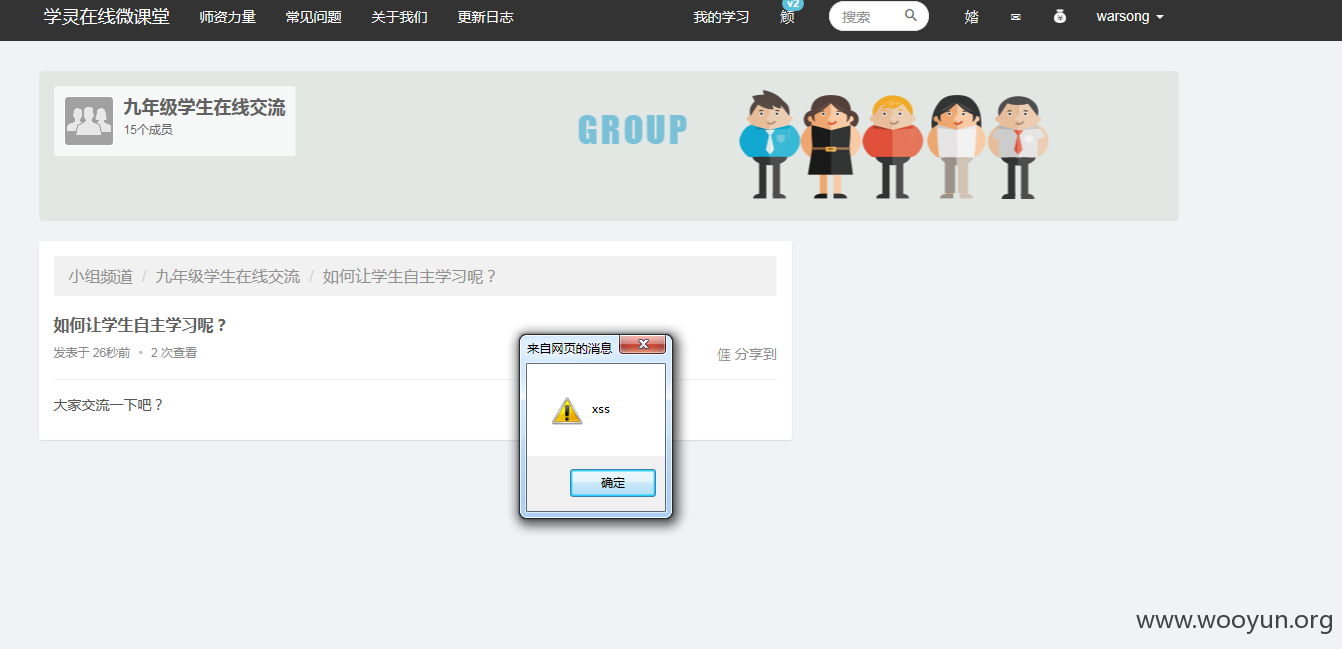 学灵在线微课堂 师资力量 常见问题 关于我们 更新日志 我的学习 顾 v2 搜索 婼 warsong
九年级学生在线交流
15个成员
GROUP
小组频道 / 九年级学生在线交流 / 如何让学生自主学习呢？
如何让学生自主学习呢？
发表于 26秒前 • 2 次查看
分享到
大家交流一下吧？
来自网页的消息
xss
确定
www.wooyun.org